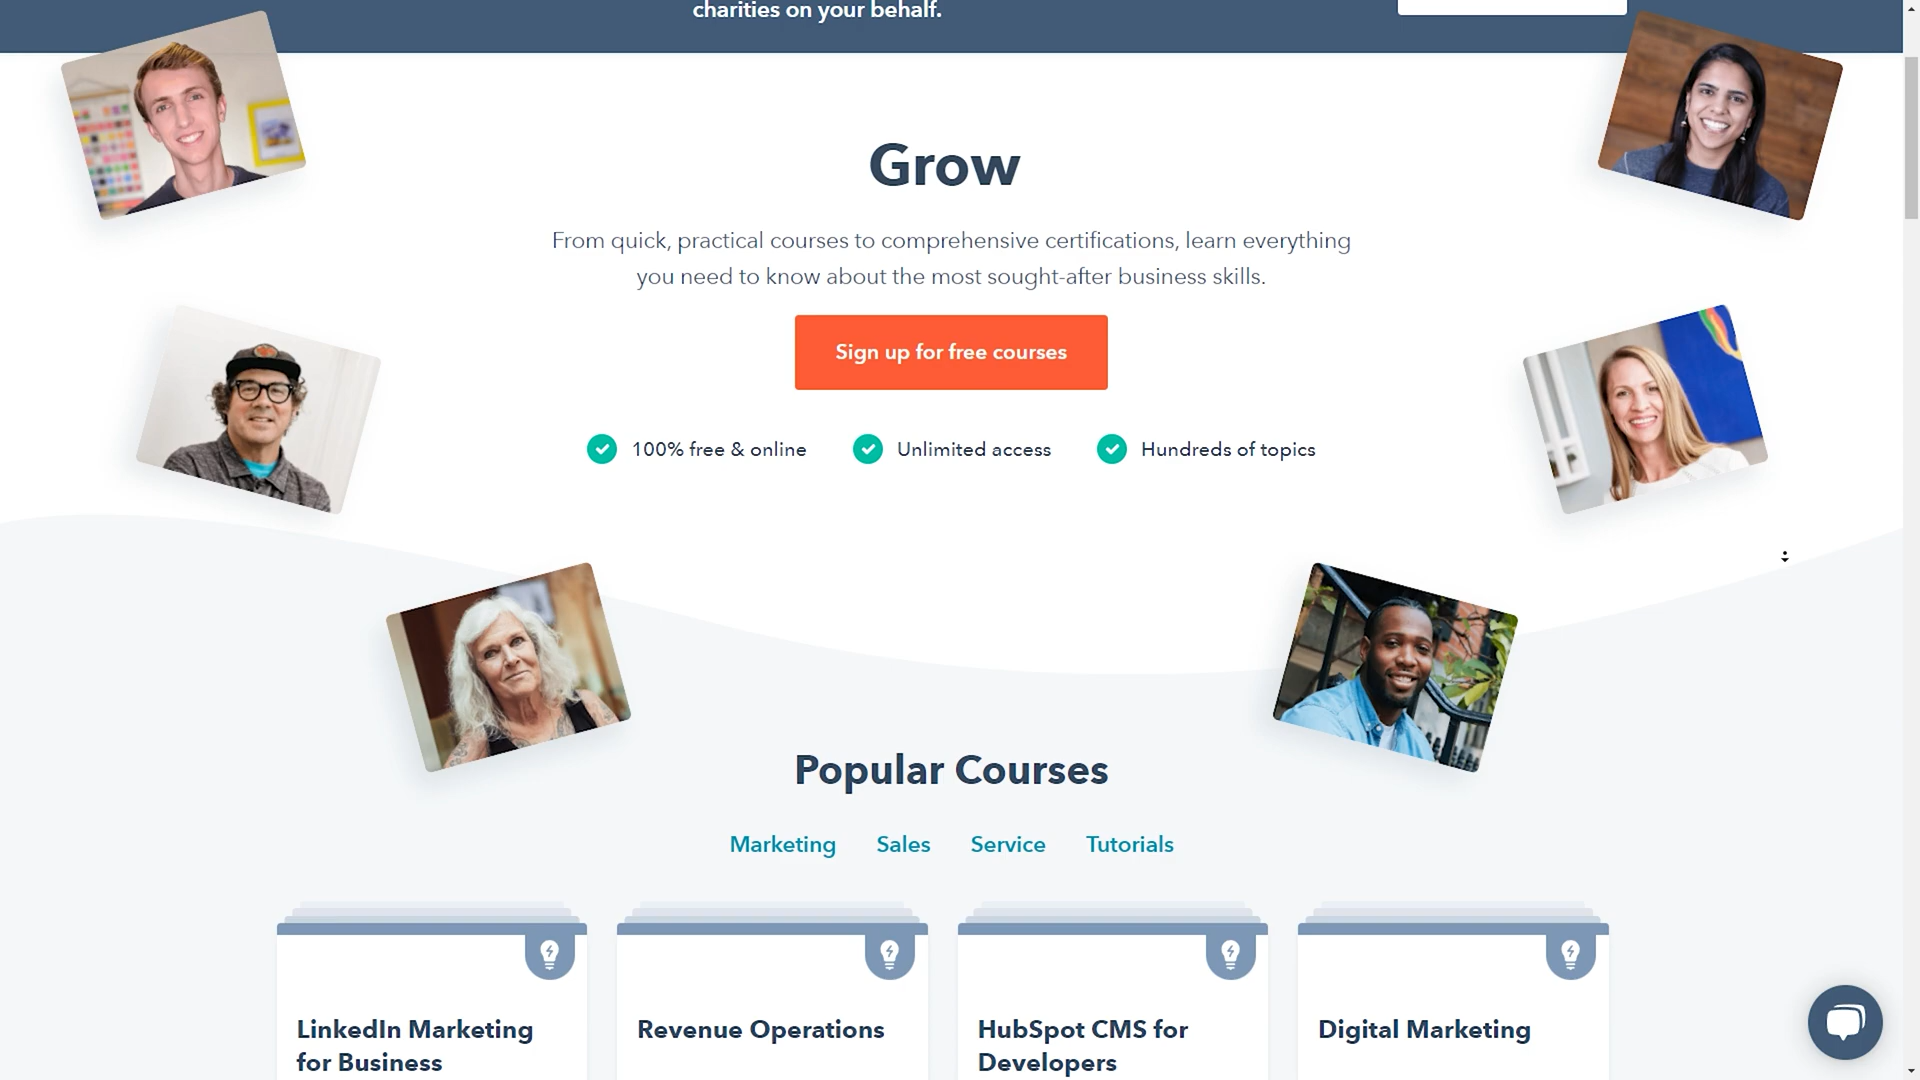 charities on your behalf.
Grow
From quick, practical courses to comprehensive certifications, learn everything
you need to know about the most sought-after business skills.
Sign up for free courses
100% free & online
Unlimited access
Hundreds of topics
Popular Courses
Marketing
Sales
Service
Tutorials
LinkedIn Marketing
for Business
Revenue Operations
HubSpot CMS for
Developers
Digital Marketing